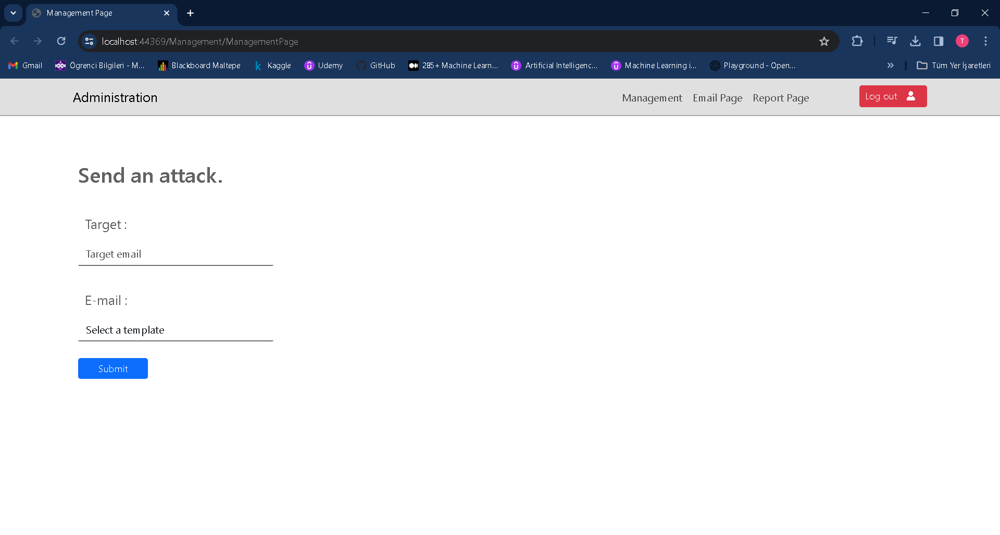 Management Page
localhost:44369/Management/ManagementPage
Gmail Ögrenci Bilgileri - M... Blackboard Maltepe Kaggle Udemy GitHub 285+ Machine Learn... Artificial Intelligenc... Machine Learning i... Playground - Open... Tüm Yer İşaretleri
T
Administration Management Email Page Report Page Log out
Send an attack.
Target :
Target email
E-mail :
Select a template
Submit